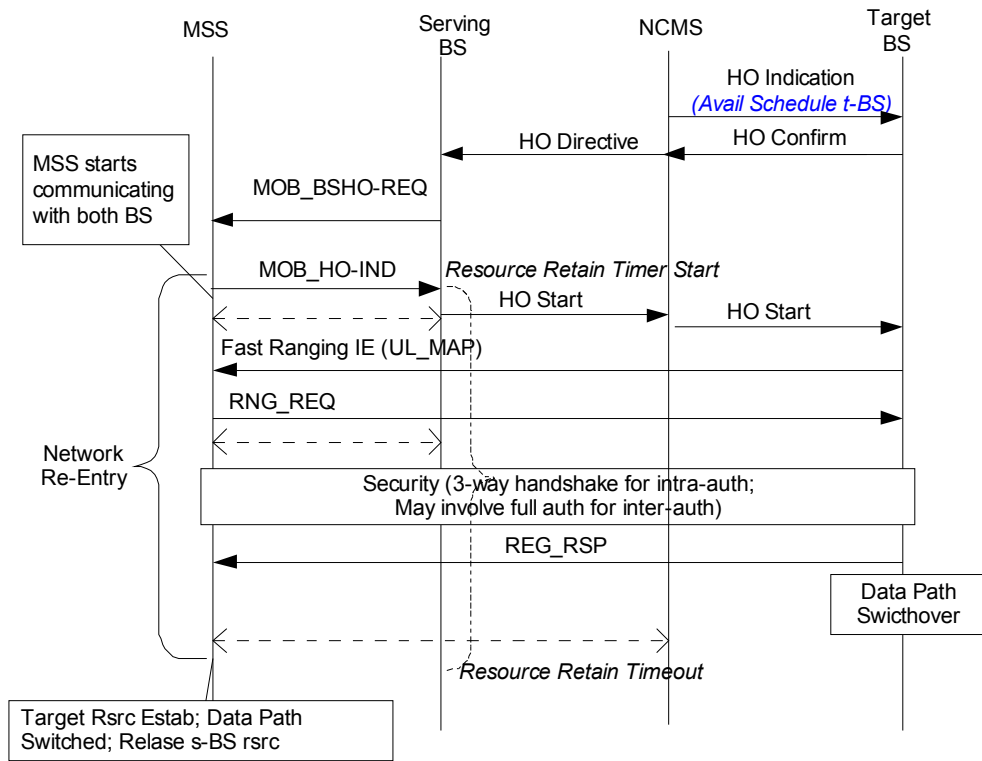 MSS
Serving
BS
NCMS
Target
BS
HO Indication
(Avail Schedule t-BS)
HO Directive
HO Confirm
MSS starts
communicating
with both BS
MOB_BSHO-REQ
MOB_HO-IND
Resource Retain Timer Start
HO Start
HO Start
Fast Ranging IE (UL_MAP)
RNG_REQ
Network
Re-Entry
Security (3-way handshake for intra-auth;
May involve full auth for inter-auth)
REG_RSP
Data Path
Swicthover
Resource Retain Timeout
Target Rsrc Estab; Data Path
Switched; Relase s-BS rsrc